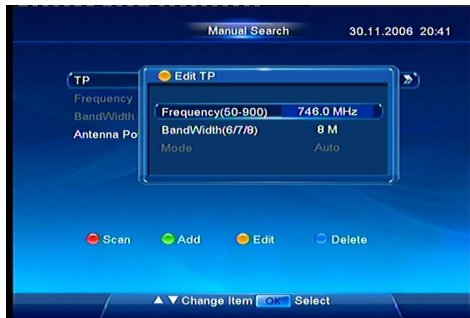 Manual Search 30.11.2006 20:41
TP
Edit TP
Frequency
BandWidth
Antenna Po
Frequency(50-900) 746.0 MHz
BandWidth(6/7/8) 8 M
Mode Auto
Scan Add Edit Delete
▲ ▼ Change Item OK Select